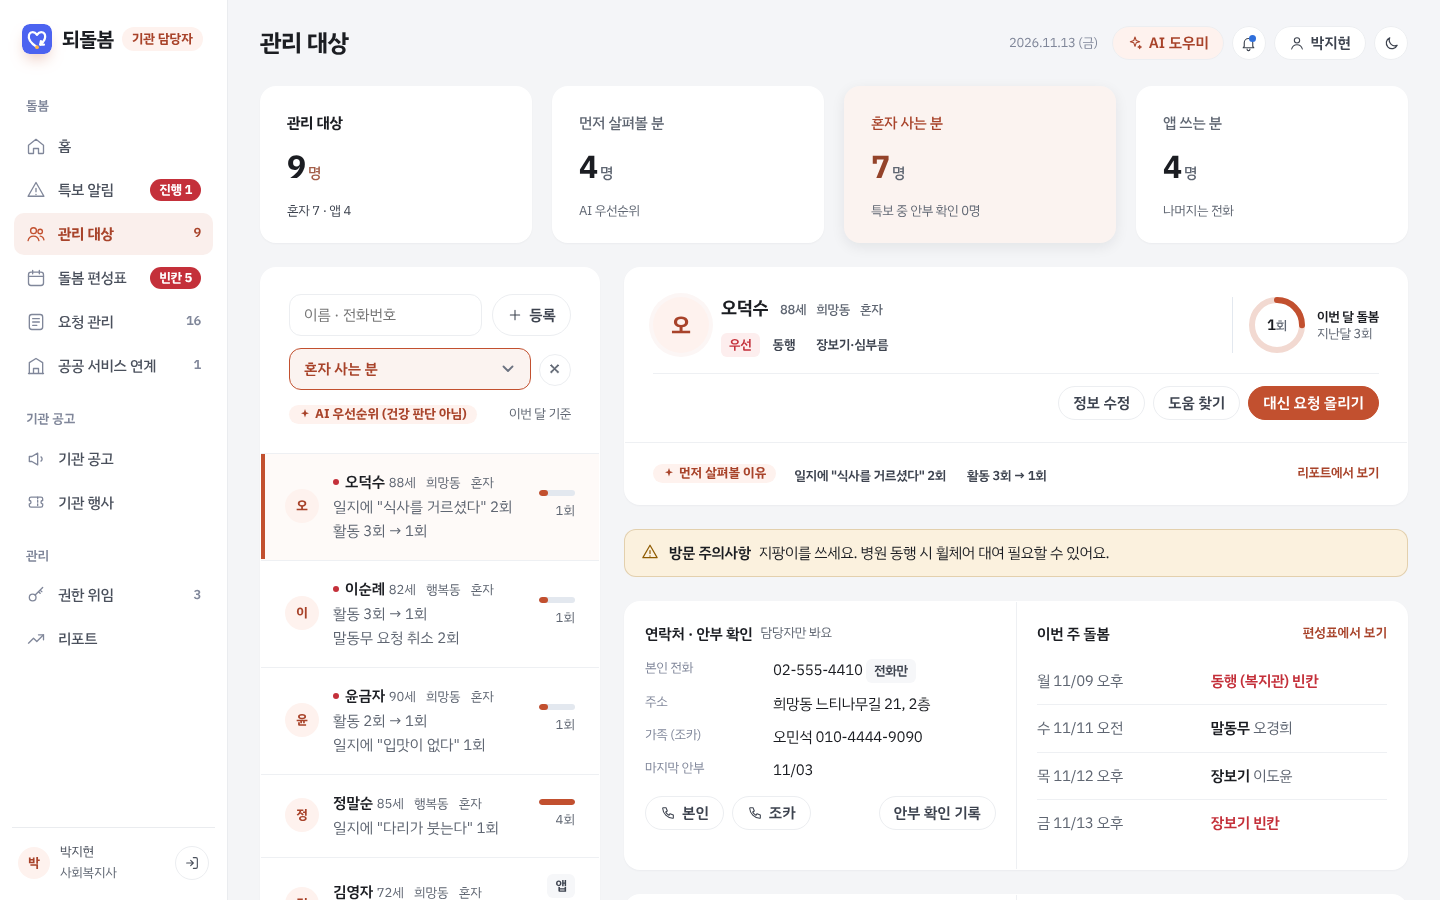 되돌봄 기관 담당자
돌봄
홈
특보 알림 진행 1
관리 대상 9
돌봄 편성표 빈칸 5
요청 관리 16
공공 서비스 연계 1
기관 공고
기관 공고
기관 행사
관리
권한 위임 3
리포트
박 박지현
사회복지사
관리 대상
2026.11.13 (금) AI 도우미 박지현
관리 대상
9명
혼자 7 · 앱 4
먼저 살펴볼 분
4명
AI 우선순위
혼자 사는 분
7명
특보 중 안부 확인 0명
앱 쓰는 분
4명
나머지는 전화
이름 · 전화번호 등록
혼자 사는 분
AI 우선순위 (건강 판단 아님) 이번 달 기준
오 오덕수 88세 희망동 혼자
일지에 "식사를 거르셨다" 2회
활동 3회 → 1회
1회
이 이순례 82세 행복동 혼자
활동 3회 → 1회
말동무 요청 취소 2회
1회
윤 윤금자 90세 희망동 혼자
활동 2회 → 1회
일지에 "입맛이 없다" 1회
1회
정 정말순 85세 행복동 혼자
일지에 "다리가 붓는다" 1회
4회
김영자 72세 희망동 혼자
앱
오 오덕수 88세 희망동 혼자
우선 동행 장보기·심부름
1회
이번 달 돌봄
지난달 3회
정보 수정 도움 찾기 대신 요청 올리기
먼저 살펴볼 이유 일지에 "식사를 거르셨다" 2회 활동 3회 → 1회 리포트에서 보기
방문 주의사항 지팡이를 쓰세요. 병원 동행 시 휠체어 대여 필요할 수 있어요.
연락처 · 안부 확인 담당자만 봐요
본인 전화 02-555-4410 전화만
주소 희망동 느티나무길 21, 2층
가족 (조카) 오민석 010-4444-9090
마지막 안부 11/03
본인 조카 안부 확인 기록
이번 주 돌봄 편성표에서 보기
월 11/09 오후 동행 (복지관) 빈칸
수 11/11 오전 말동무 오경희
목 11/12 오후 장보기 이도윤
금 11/13 오후 장보기 빈칸